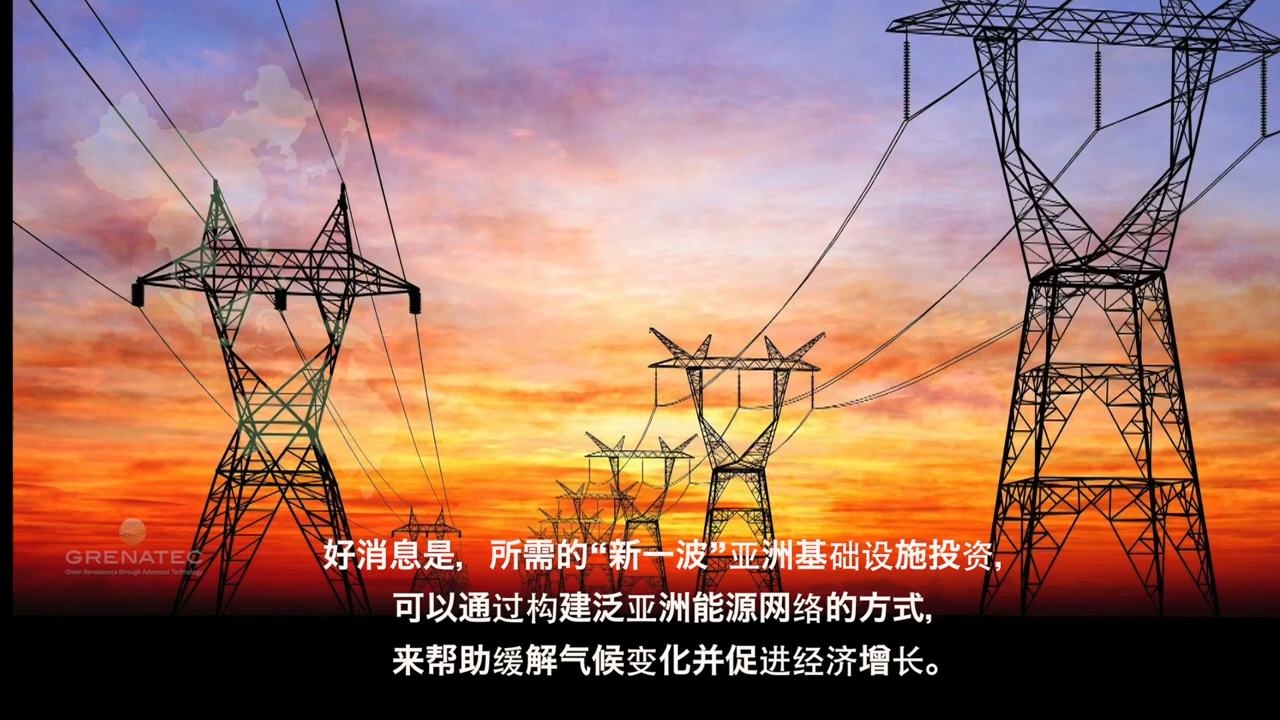 GRENATEC
Green Renaissance through Advanced Technology
好消息是，所需的“新一波”亚洲基础设施投资，
可以通过构建泛亚洲能源网络的方式，
来帮助缓解气候变化并促进经济增长。